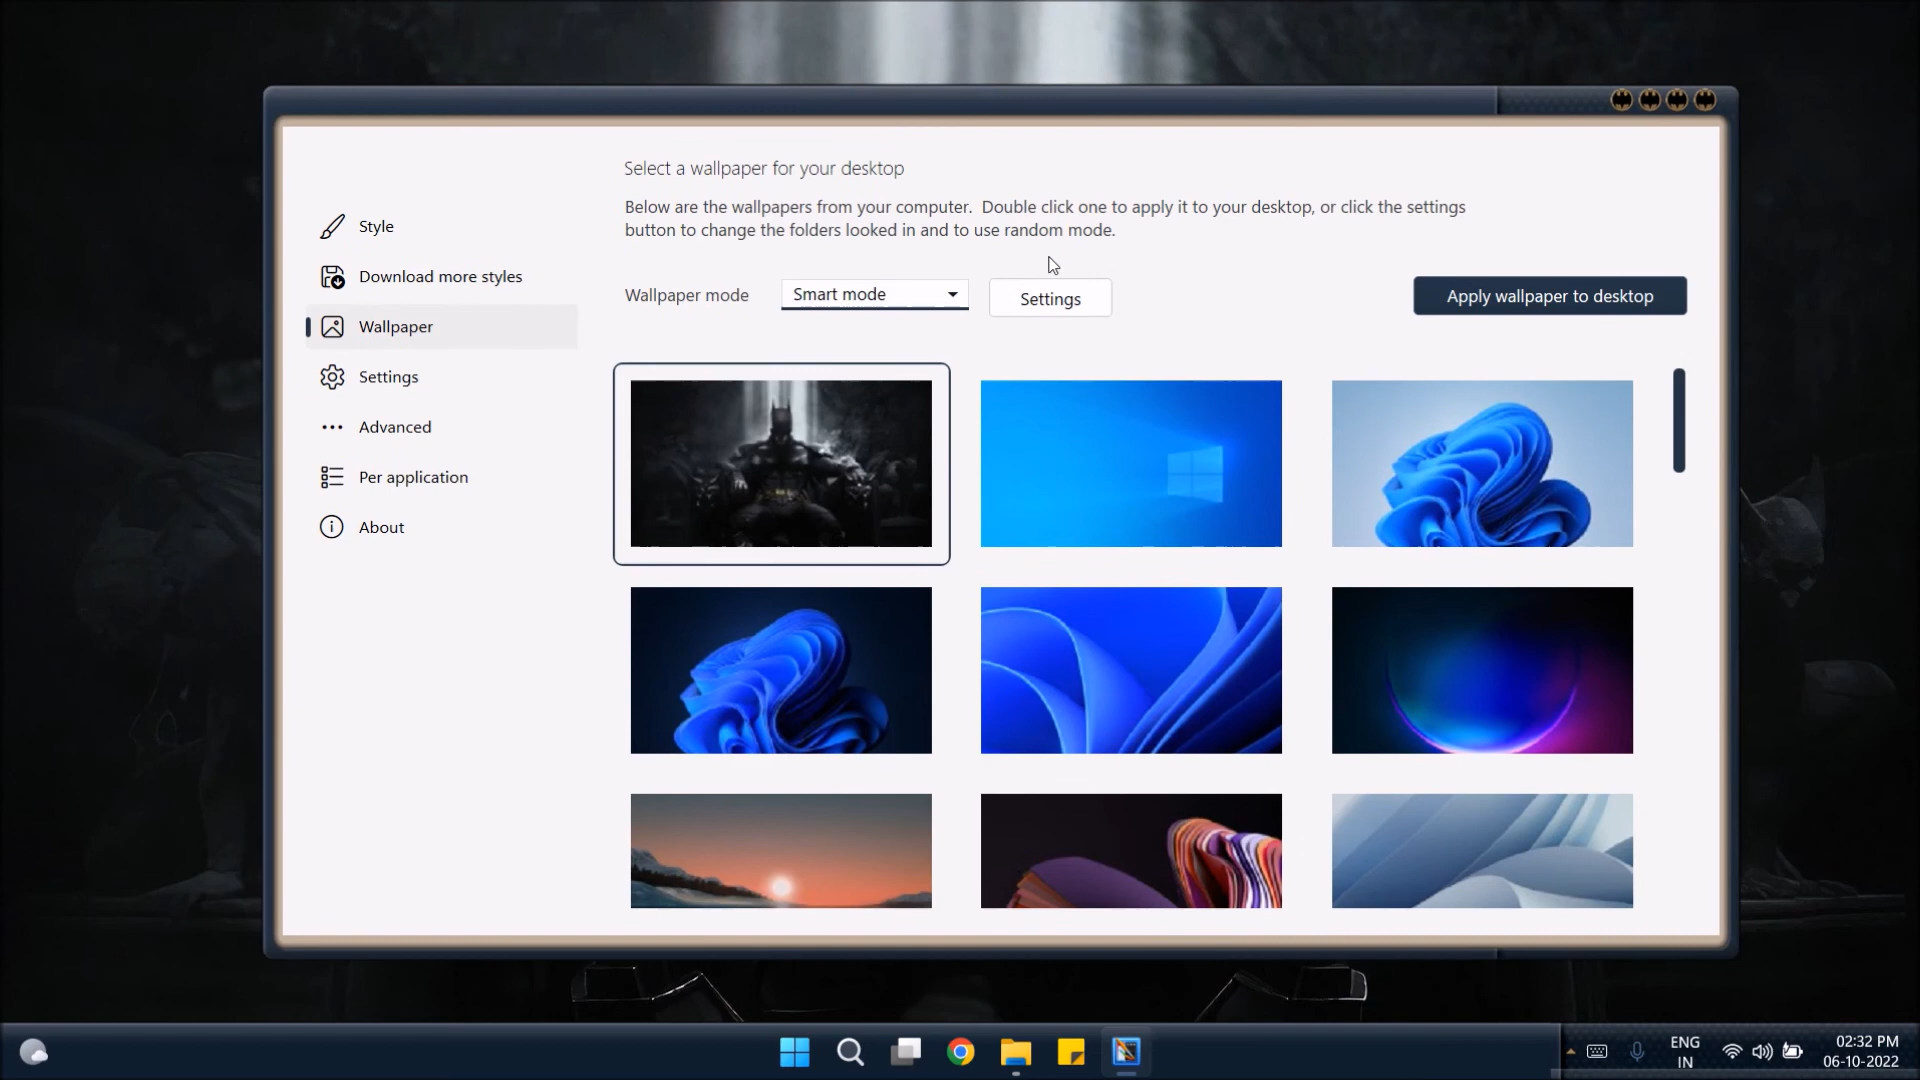 Select a wallpaper for your desktop
Below are the wallpapers from your computer.  Double click one to apply it to your desktop, or click the settings
button to change the folders looked in and to use random mode.
Style
Download more styles
Wallpaper
Settings
Advanced
Per application
About
Wallpaper mode
Smart mode
Settings
Apply wallpaper to desktop
ENG
IN
02:32 PM
06-10-2022